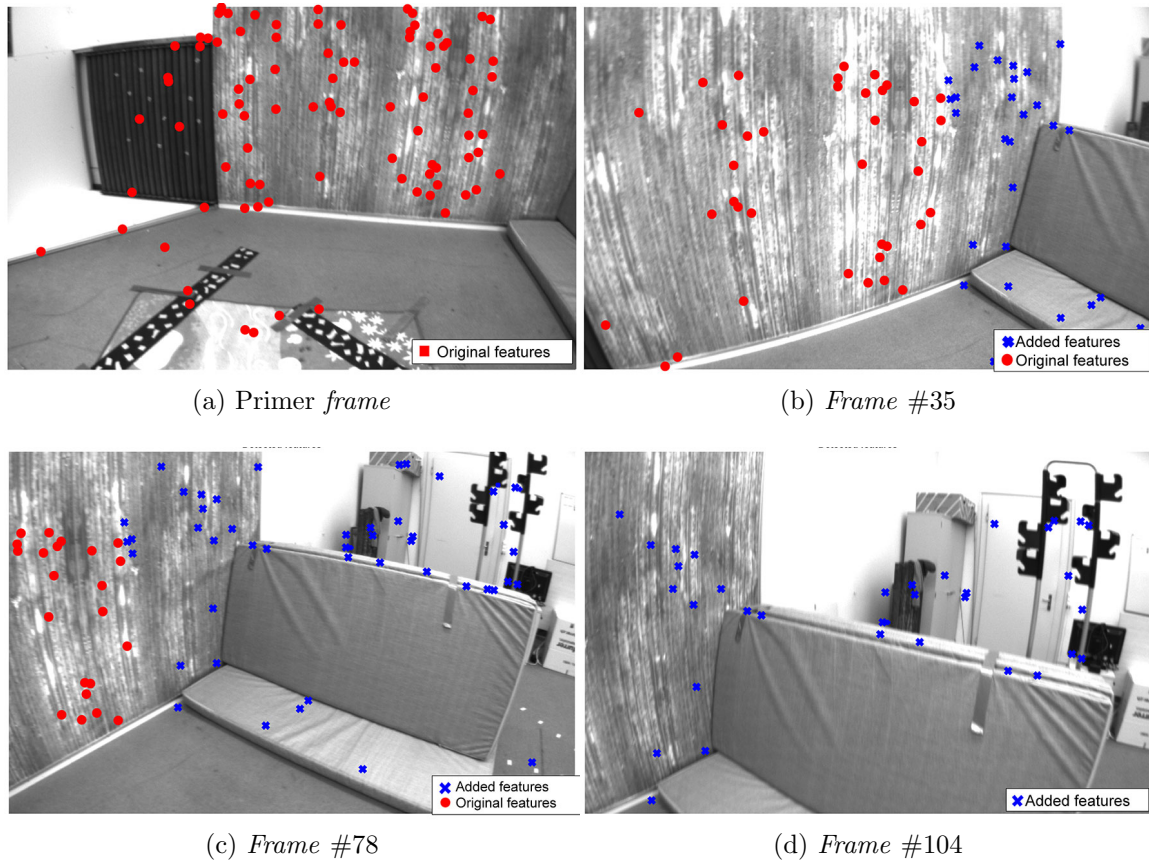 Original features
(a) Primer frame
Added features
Original features
(b) Frame #35
Added features
Original features
(c) Frame #78
Added features
(d) Frame #104